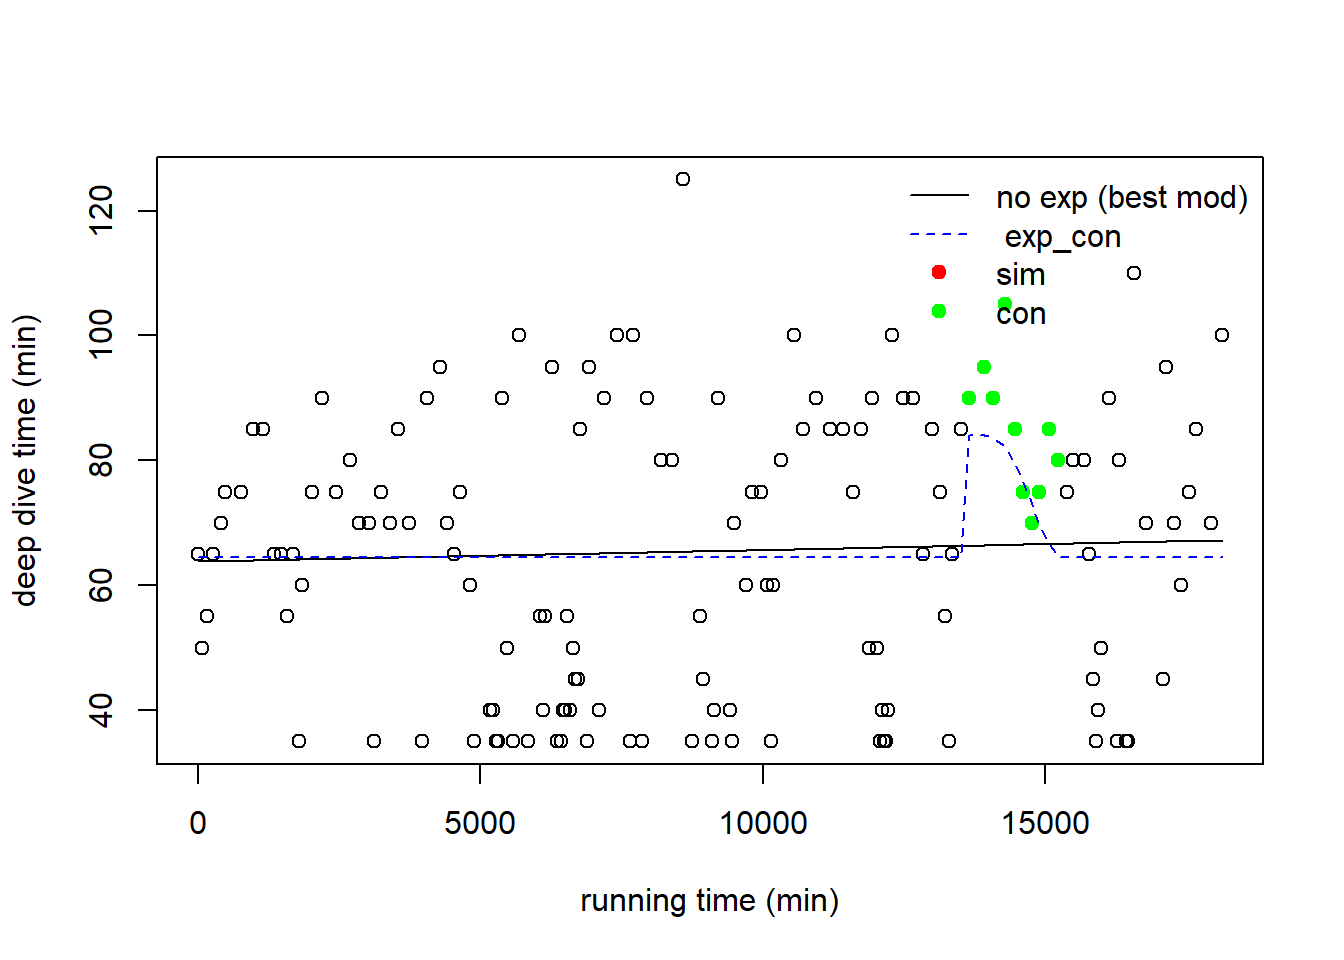 no exp (best mod)
exp_con
sim
con
deep dive time (min)
120
100
80
60
40
0 5000 10000 15000
running time (min)